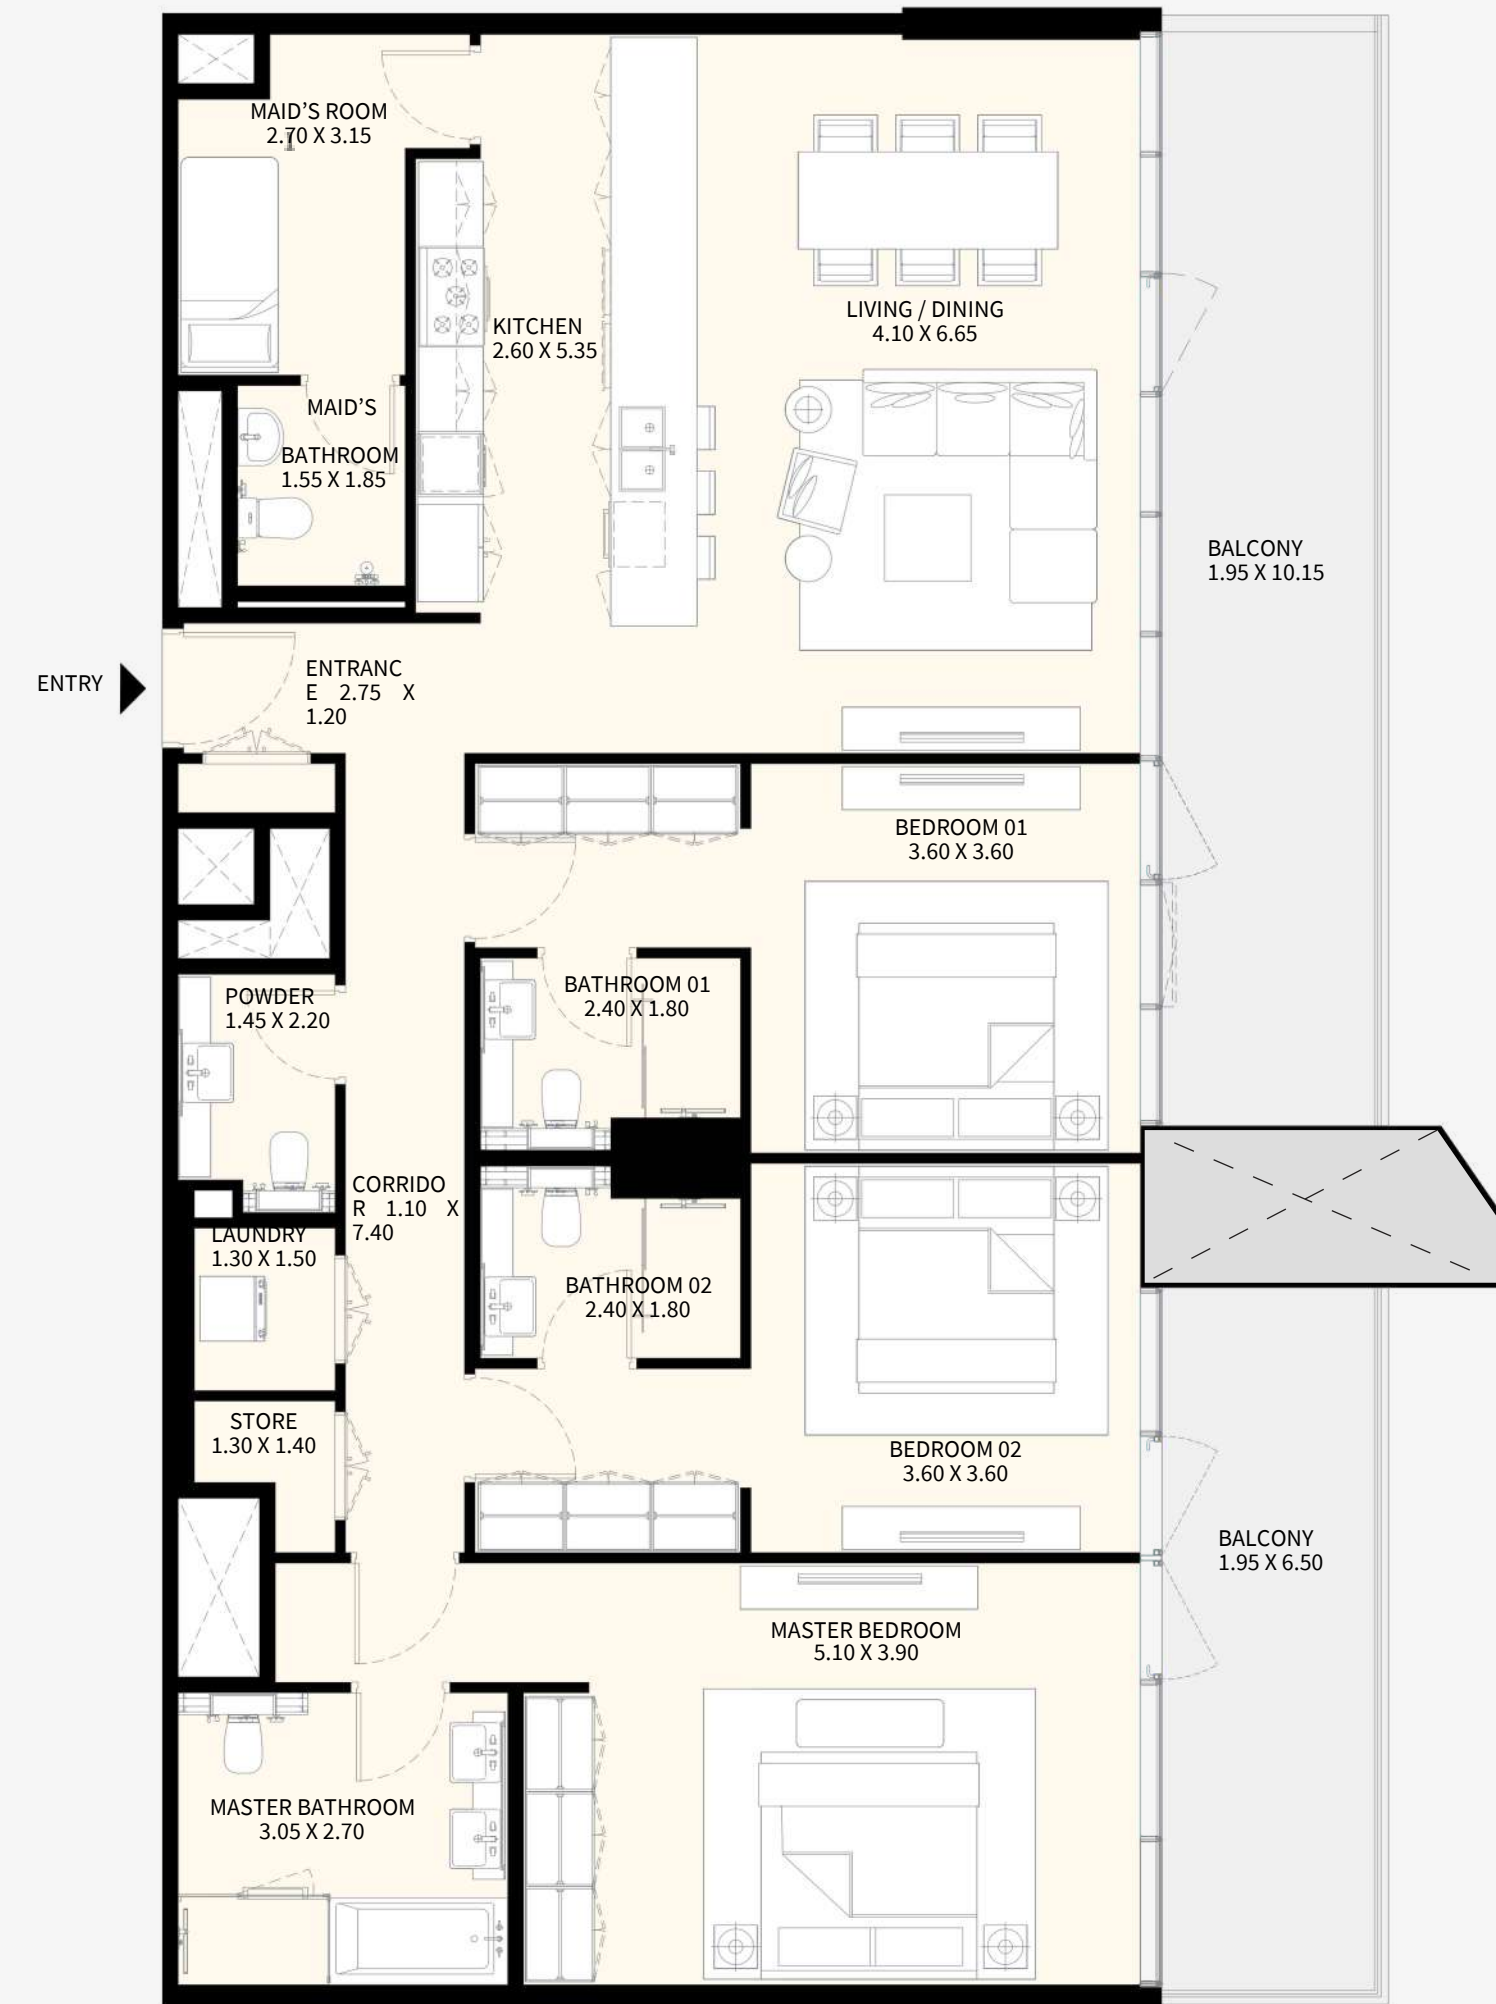 MAID’S ROOM
2.70 X 3.15
LIVING / DINING
4.10 X 6.65
KITCHEN
2.60 X 5.35
MAID’S
BATHROOM
1.55 X 1.85
BALCONY
1.95 X 10.15
ENTRY
ENTRANC
E 2.75 X
1.20
BEDROOM 01
3.60 X 3.60
BATHROOM 01
2.40 X 1.80
POWDER
1.45 X 2.20
CORRIDO
R 1.10 X
7.40
LAUNDRY
1.30 X 1.50
BATHROOM 02
2.40 X 1.80
STORE
1.30 X 1.40
BEDROOM 02
3.60 X 3.60
BALCONY
1.95 X 6.50
MASTER BEDROOM
5.10 X 3.90
MASTER BATHROOM
3.05 X 2.70